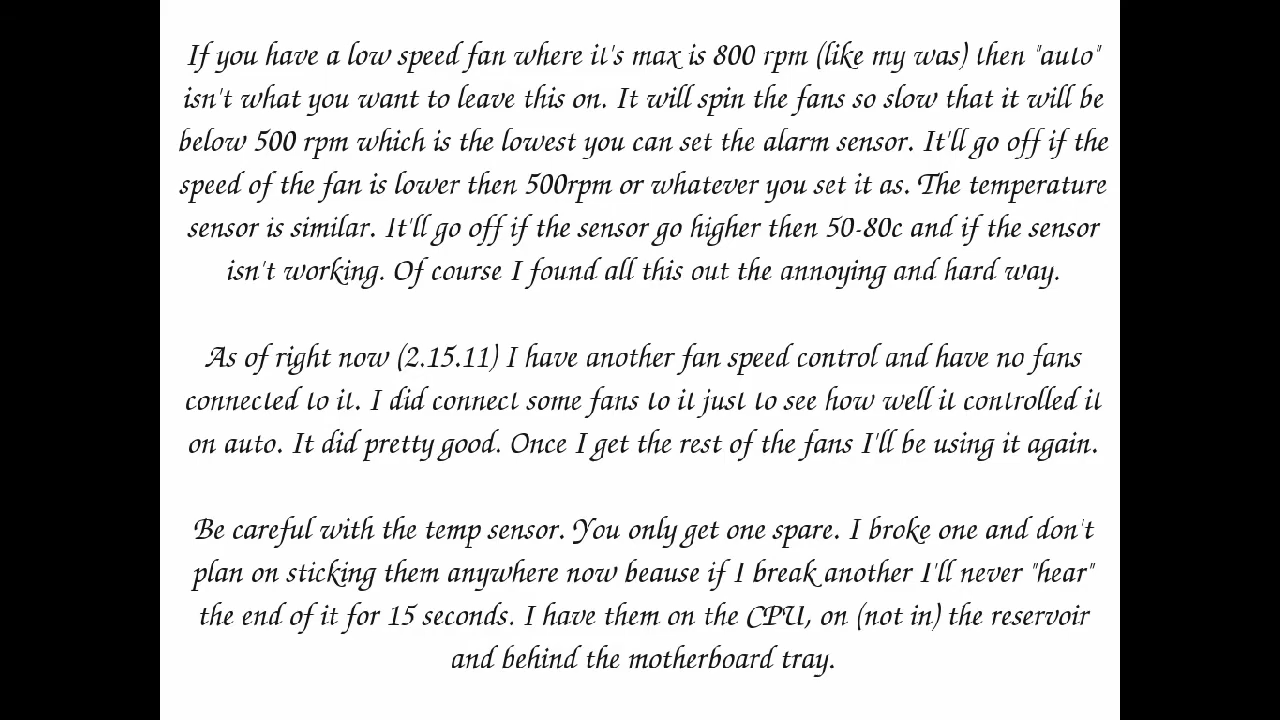 If you have a low speed fan where it's max is 800 rpm (like my was) then "auto"
isn't what you want to leave this on. It will spin the fans so slow that it will be
below 500 rpm which is the lowest you can set the alarm sensor. It'll go off if the
speed of the fan is lower then 500rpm or whatever you set it as. The temperature
sensor is similar. It'll go off if the sensor go higher then 50-80c and if the sensor
isn't working. Of course I found all this out the annoying and hard way.
As of right now (2.15.11) I have another fan speed control and have no fans
connected to it. I did connect some fans to it just to see how well it controlled it
on auto. It did pretty good. Once I get the rest of the fans I'll be using it again.
Be careful with the temp sensor. You only get one spare. I broke one and don't
plan on sticking them anywhere now beause if I break another I'll never "hear"
the end of it for 15 seconds. I have them on the CPU, on (not in) the reservoir
and behind the motherboard tray.